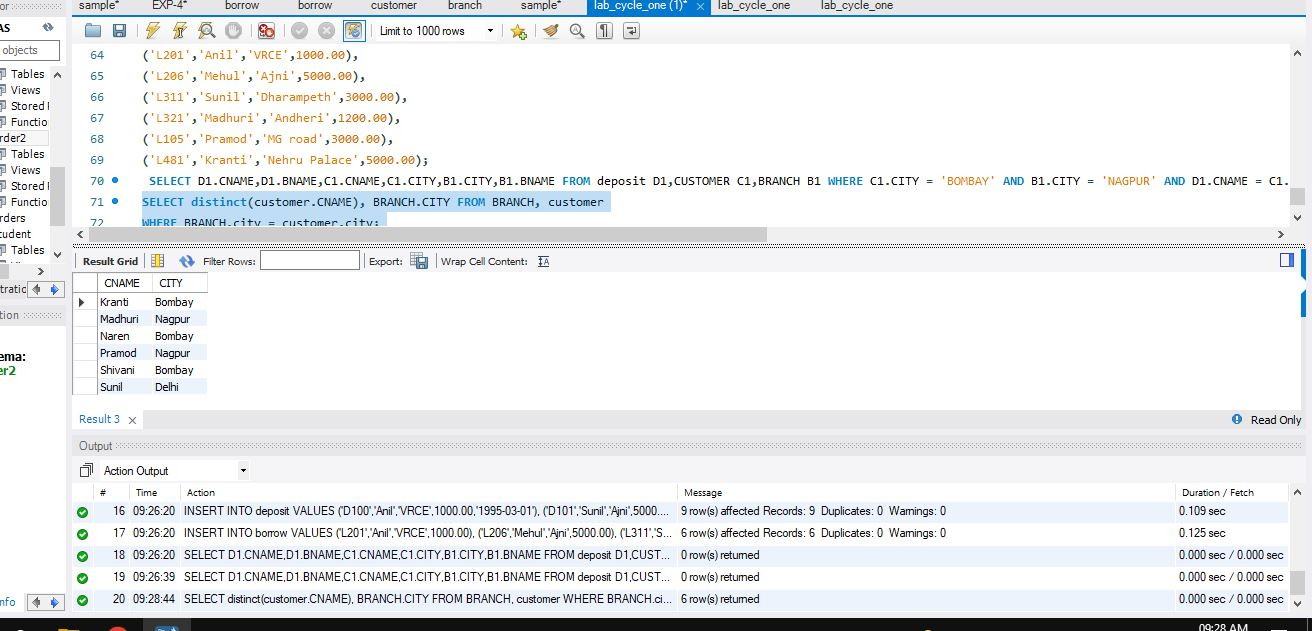 sample* EXP-4* borrow borrow customer branch sample* lab_cycle_one (1)* lab_cycle_one lab_cycle_one
Limit to 1000 rows
objects
Tables
Views
Stored
Functio
rder2
Tables
Views
Stored
Functio
rders
tudent
Tables
64 ('L201','Anil','VRCE',1000.00),
65 ('L206','Mehul','Ajni',5000.00),
66 ('L311','Sunil','Dharampeth',3000.00),
67 ('L321','Madhuri','Andheri',1200.00),
68 ('L105','Pramod','MG road',3000.00),
69 ('L481','Kranti','Nehru Palace',5000.00);
70 SELECT D1.CNAME,D1.BNAME,C1.CNAME,C1.CITY,B1.CITY,B1.BNAME FROM deposit D1,CUSTOMER C1,BRANCH B1 WHERE C1.CITY = 'BOMBAY' AND B1.CITY = 'NAGPUR' AND D1.CNAME = C1.
71 SELECT distinct(customer.CNAME), BRANCH.CITY FROM BRANCH, customer
72 WHERE BRANCH.city = customer.city;
Result Grid Filter Rows: Export: Wrap Cell Content:
CNAME CITY
Kranti Bombay
Madhuri Nagpur
Naren Bombay
Pramod Nagpur
Shivani Bombay
Sunil Delhi
tratic
tion
ema:
er2
nfo
Result 3
Read Only
Output
Action Output
# Time Action Message Duration / Fetch
16 09:26:20 INSERT INTO deposit VALUES ('D100','Anil','VRCE',1000.00,'1995-03-01'), ('D101','Sunil','Ajni',5000.... 9 row(s) affected Records: 9 Duplicates: 0 Warnings: 0 0.109 sec
17 09:26:20 INSERT INTO borrow VALUES ('L201','Anil','VRCE',1000.00), ('L206','Mehul','Ajni',5000.00), ('L311','S... 6 row(s) affected Records: 6 Duplicates: 0 Warnings: 0 0.125 sec
18 09:26:20 SELECT D1.CNAME,D1.BNAME,C1.CNAME,C1.CITY,B1.CITY,B1.BNAME FROM deposit D1,CUST... 0 row(s) returned 0.000 sec / 0.000 sec
19 09:26:39 SELECT D1.CNAME,D1.BNAME,C1.CNAME,C1.CITY,B1.CITY,B1.BNAME FROM deposit D1,CUST... 0 row(s) returned 0.000 sec / 0.000 sec
20 09:28:44 SELECT distinct(customer.CNAME), BRANCH.CITY FROM BRANCH, customer WHERE BRANCH.ci... 6 row(s) returned 0.000 sec / 0.000 sec
09:28 AM